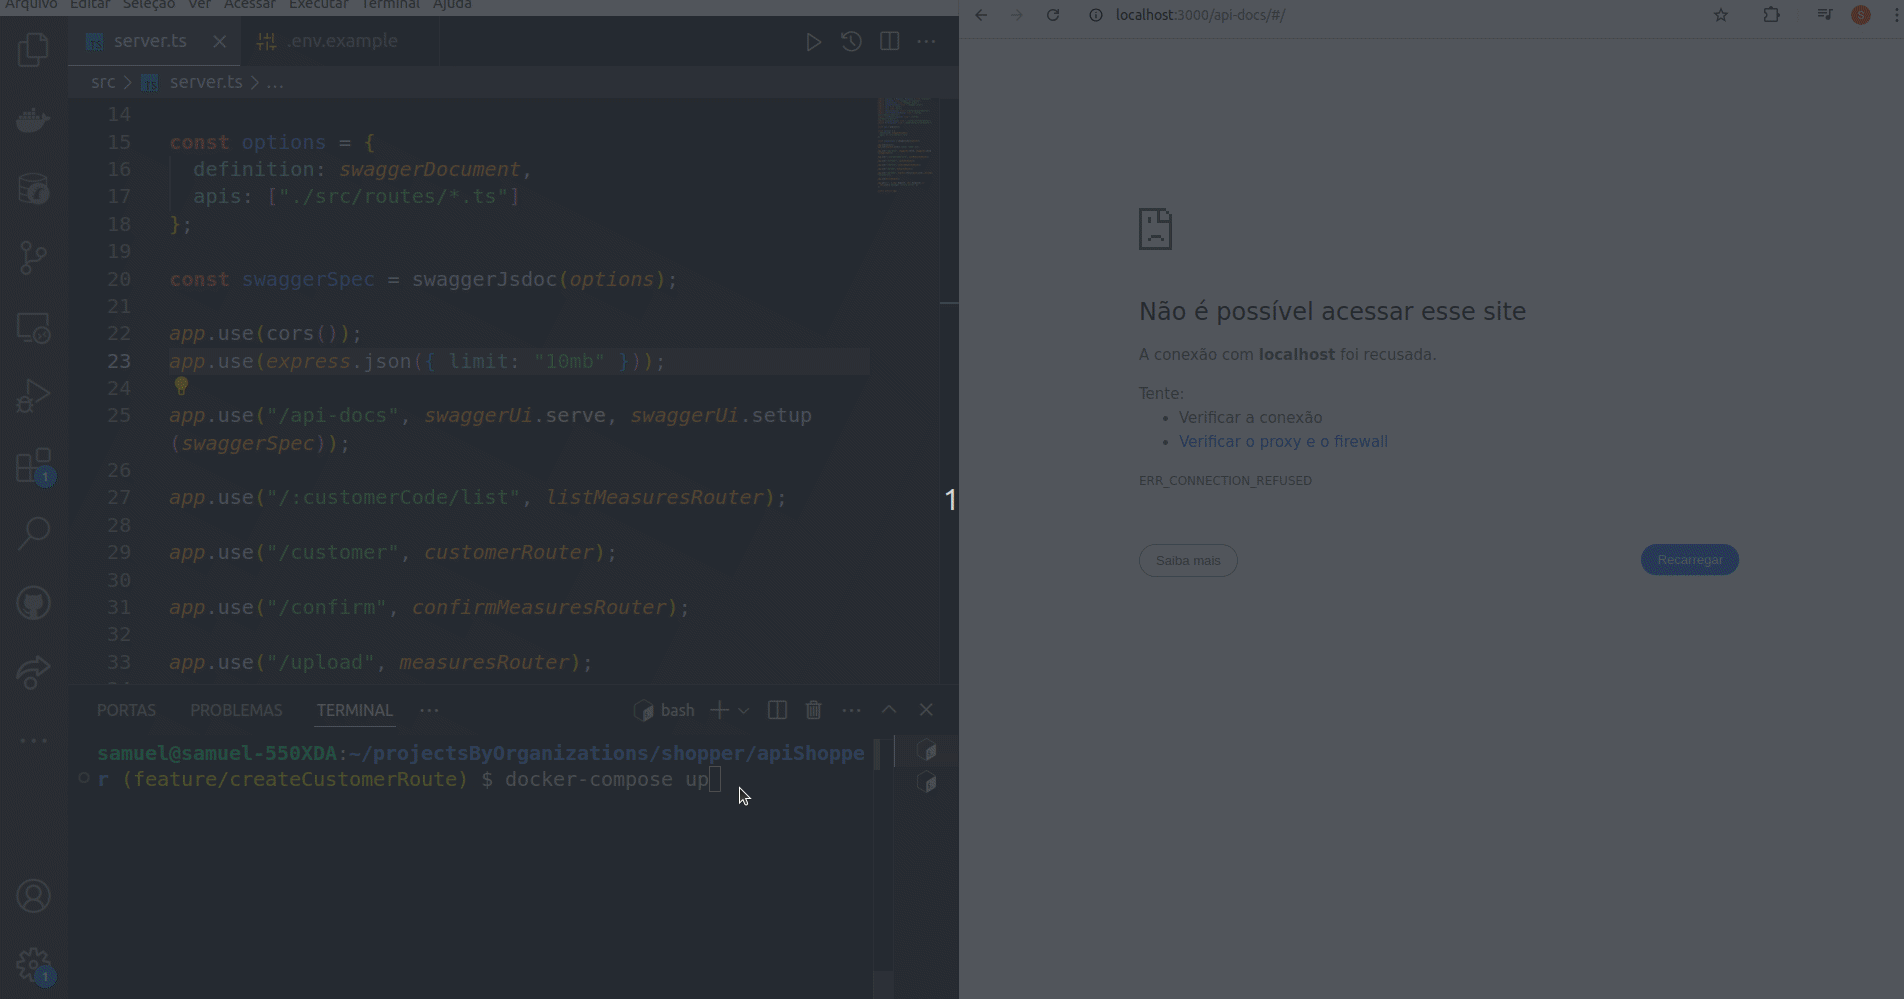 Arquivo Editar Seleção Ver Acessar Executar Terminal Ajuda
server.ts
.env.example
src > server.ts > ...
14
15 const options = {
16 definition: swaggerDocument,
17 apis: ["./src/routes/*.ts"]
18 };
19
20 const swaggerSpec = swaggerJsdoc(options);
21
22 app.use(cors());
23 app.use(express.json({ limit: "10mb" }));
24
25 app.use("/api-docs", swaggerUi.serve, swaggerUi.setup
(swaggerSpec));
26
27 app.use("/:customerCode/list", listMeasuresRouter);
28
29 app.use("/customer", customerRouter);
30
31 app.use("/confirm", confirmMeasuresRouter);
32
33 app.use("/upload", measuresRouter);
PORTAS PROBLEMAS TERMINAL ... bash
samuel@samuel-550XDA:~/projectsByOrganizations/shopper/apiShoppe
r (feature/createCustomerRoute) $ docker-compose up
1
1
1
localhost:3000/api-docs/#/
S
Não é possível acessar esse site
A conexão com localhost foi recusada.
Tente:
• Verificar a conexão
• Verificar o proxy e o firewall
ERR_CONNECTION_REFUSED
Saiba mais
Recarregar